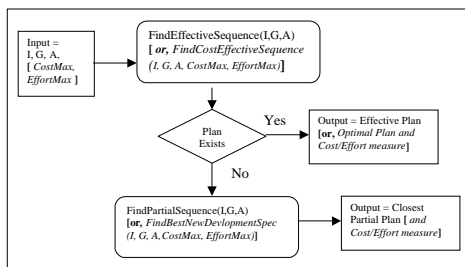 Input =
I, G, A,
[ CostMax,
EffortMax ]
FindEffectiveSequence(I,G,A)
[ or, FindCostEffectiveSequence
(I, G, A, CostMax, EffortMax)]
Plan
Exists
Yes
Output = Effective Plan
[or, Optimal Plan and
Cost/Effort measure]
No
FindPartialSequence(I,G,A)
[or, FindBestNewDevlopmentSpec
(I, G, A,CostMax, EffortMax)]
Output = Closest
Partial Plan [ and
Cost/Effort measure]